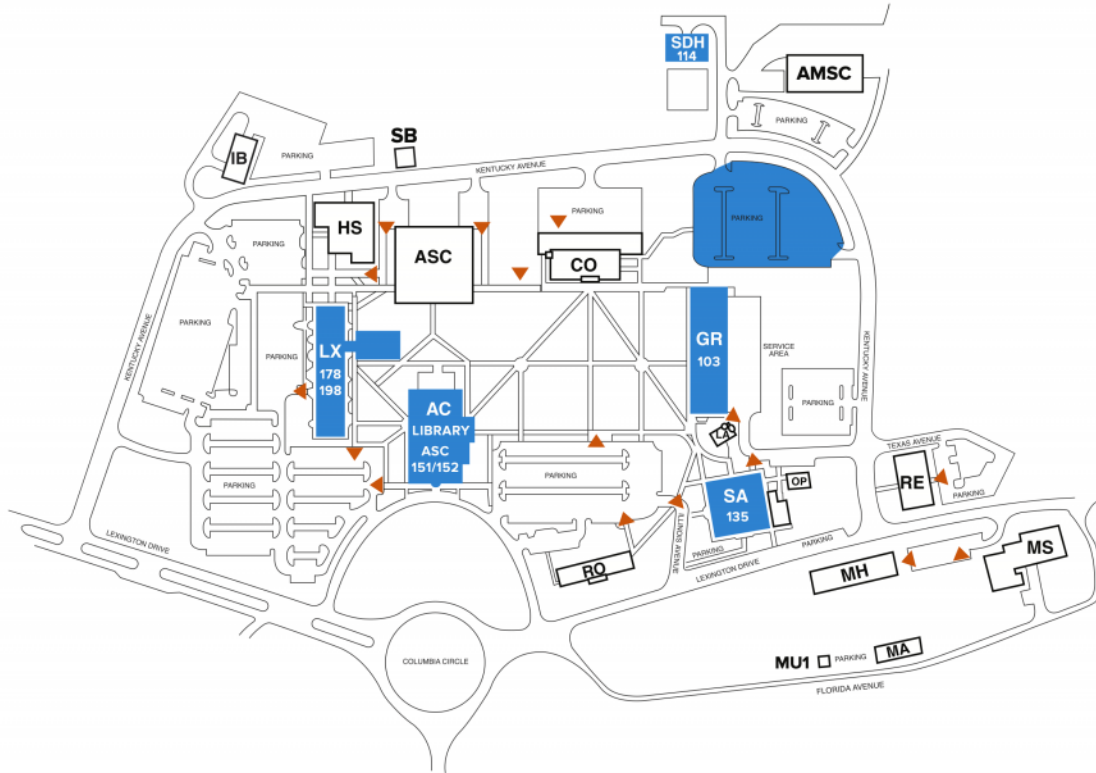 SDH
114
AMSC
PARKING
SB
IB
PARKING
KENTUCKY AVENUE
PARKING
PARKING
HS
PARKING
ASC
CO
PARKING
KENTUCKY AVENUE
LX
178
198
PARKING
GR
103
SERVICE
AREA
KENTUCKY AVENUE
PARKING
AC
LIBRARY
ASC
151/152
LA
TEXAS AVENUE
PARKING
PARKING
SA
135
OP
RE
PARKING
LEXINGTON DRIVE
ILLINOIS AVENUE
PARKING
PARKING
LEXINGTON DRIVE
RO
MH
MS
COLUMBIA CIRCLE
MU1
PARKING
MA
FLORIDA AVENUE